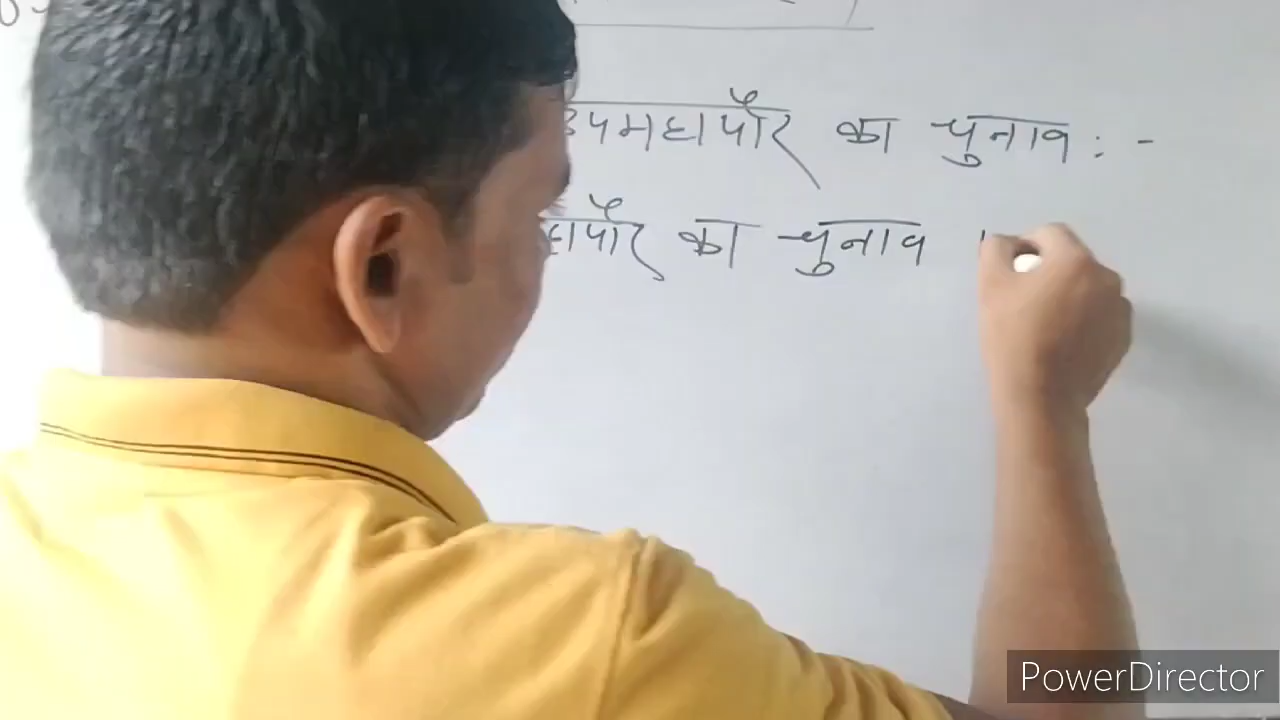 उपमहापौर का चुनाव : -
हापौर का चुनाव
PowerDirector